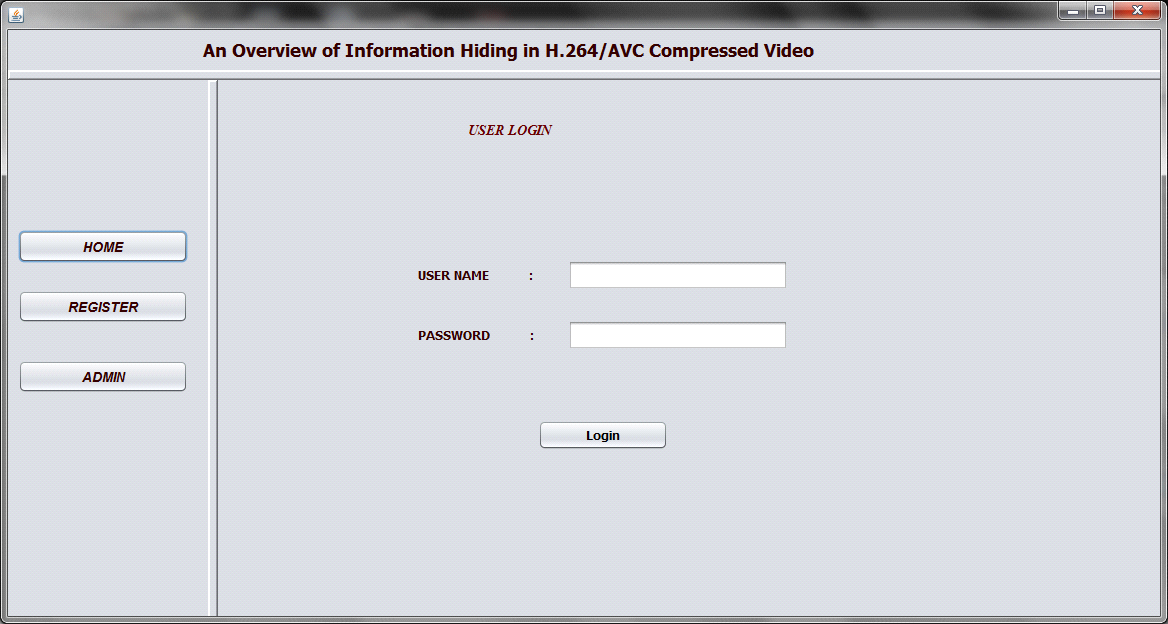 An Overview of Information Hiding in H.264/AVC Compressed Video
USER LOGIN
HOME
REGISTER
ADMIN
USER NAME :
PASSWORD :
Login